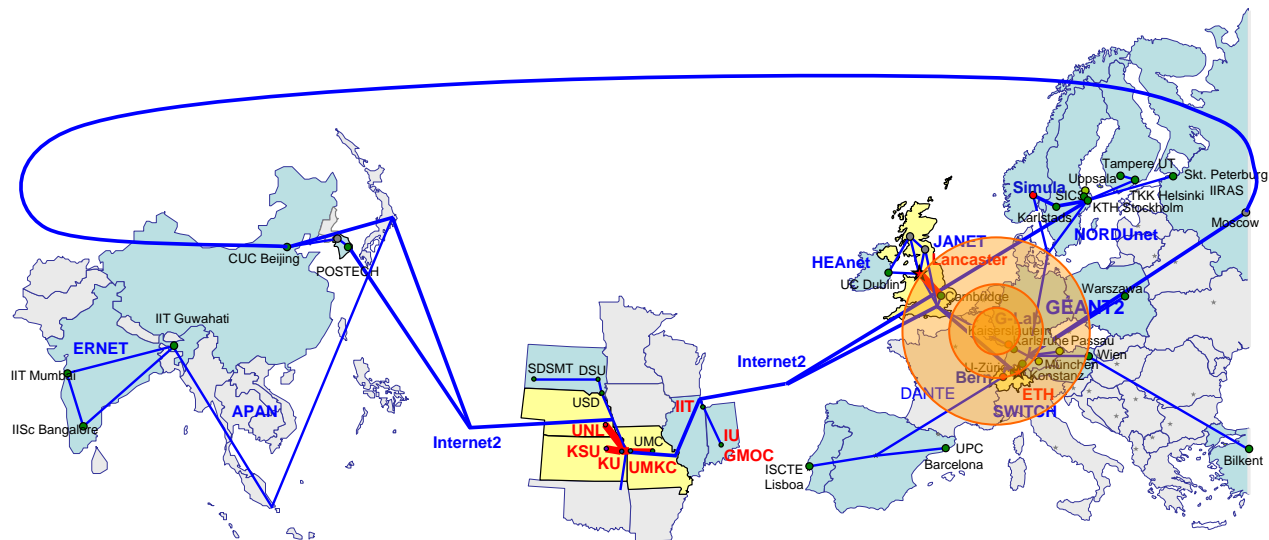 CUC Beijing
POSTECH
IIT Guwahati
ERNET
IIT Mumbai
APAN
IISc Bangalore
Internet2
SDSMT
DSU
USD
UNL
KSU
KU
UMC
UMKC
IIT
IU
GMOC
Internet2
Tampere UT
Uppsala
Skt. Peterburg
IIRAS
Simula
SICS
TKK Helsinki
KTH Stockholm
Karlstads
Moscow
NORDUnet
JANET
Lancaster
HEAnet
UC Dublin
Cambridge
Warszawa
GÉANT2
G-Lab
Kaiserslautern
Karlsruhe
Passau
Wien
U-Zürich
München
Konstanz
Bern
DANTE
ETH
SWITCH
UPC
Barcelona
ISCTE
Lisboa
Bilkent